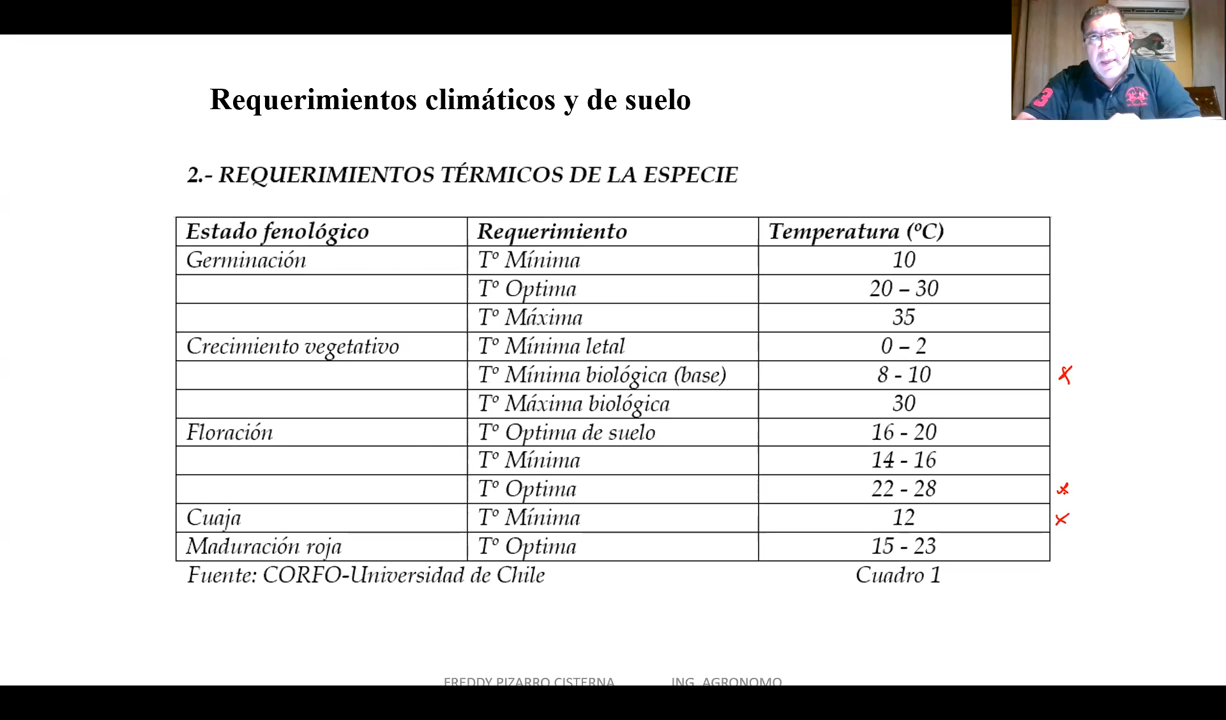 Requerimientos climáticos y de suelo
2.- REQUERIMIENTOS TÉRMICOS DE LA ESPECIE
Estado fenológico Requerimiento Temperatura (ºC)
Germinación Tº Mínima 10
Tº Optima 20 – 30
Tº Máxima 35
Crecimiento vegetativo Tº Mínima letal 0 – 2
Tº Mínima biológica (base) 8 - 10
Tº Máxima biológica 30
Floración Tº Optima de suelo 16 - 20
Tº Mínima 14 - 16
Tº Optima 22 - 28
Cuaja Tº Mínima 12
Maduración roja Tº Optima 15 - 23
Fuente: CORFO-Universidad de Chile Cuadro 1
FREDDY PIZARRO CISTERNA ING. AGRONOMO
3